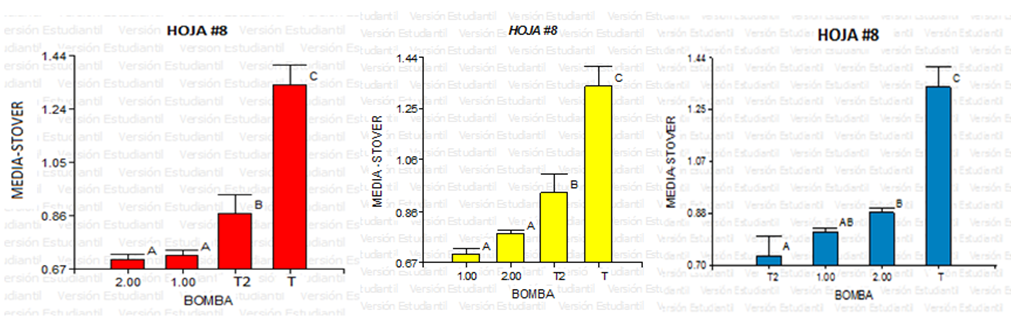 HOJA #8
1.44
1.24
1.05
0.86
0.67
MEDIA-STOVER
A
A
B
C
2.00 1.00 T2 T
BOMBA
HOJA #8
1.44
1.25
1.06
0.86
0.67
MEDIA-STOVER
A
A
B
C
1.00 2.00 T2 T
BOMBA
HOJA #8
1.44
1.25
1.07
0.88
0.70
MEDIA-STOVER
A
AB
B
C
T2 1.00 2.00 T
BOMBA
Versión Estudiantil